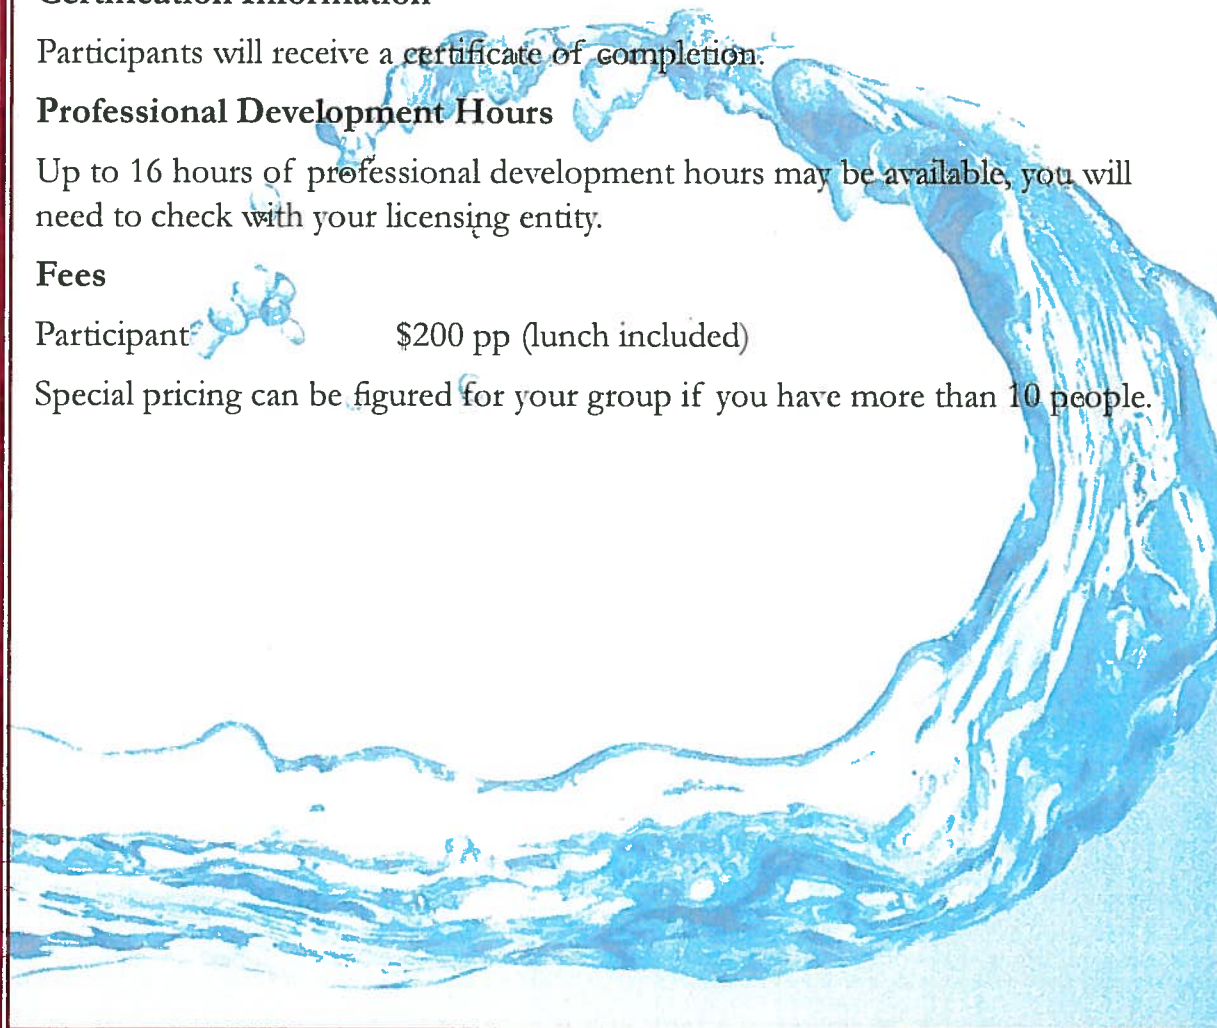 Certification Information
Participants will receive a certificate of completion.
Professional Development Hours
Up to 16 hours of professional development hours may be available, you will
need to check with your licensing entity.
Fees
Participant $200 pp (lunch included)
Special pricing can be figured for your group if you have more than 10 people.